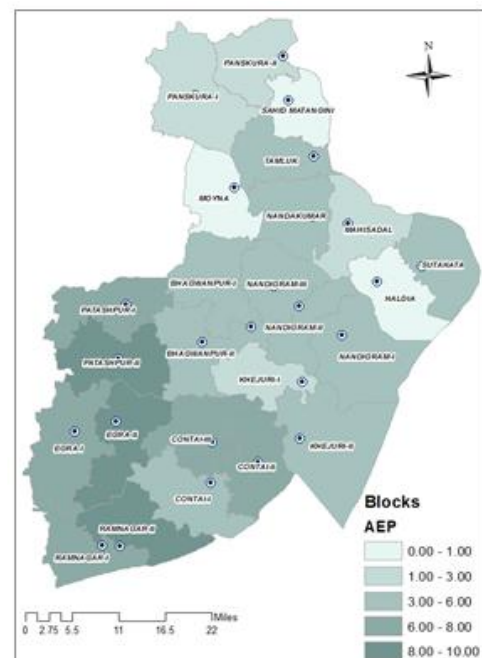 N
PANSKURA-II
PANSKURA-I
SAHID MATANGINI
TAMLUK
MOYNA
NANDAKUMAR
MAHISADAL
SUTAHATA
BHAGWANPUR-I
NANDIGRAM-III
HALDIA
PATASHPUR-I
NANDIGRAM-II
BHAGWANPUR-II
NANDIGRAM-I
PATASHPUR-II
KHEJURI-I
EGRA-II
EGRA-I
CONTAI-III
KHEJURI-II
CONTAI-II
CONTAI-I
RAMNAGAR-II
RAMNAGAR-I
Blocks
AEP
0.00 - 1.00
1.00 - 3.00
3.00 - 6.00
6.00 - 8.00
8.00 - 10.00
Miles
0 2.75 5.5 11 16.5 22